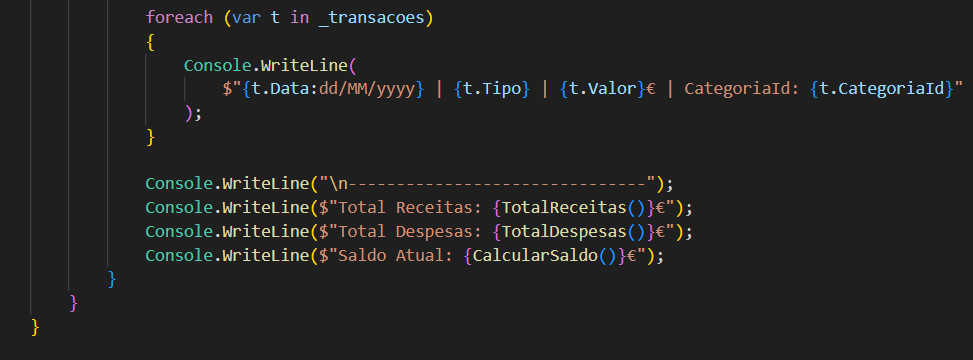 foreach (var t in _transacoes)
{
Console.WriteLine(
$"{t.Data:dd/MM/yyyy} | {t.Tipo} | {t.Valor}€ | CategoriaId: {t.CategoriaId}"
);
}
Console.WriteLine("\n-------------------------------");
Console.WriteLine($"Total Receitas: {TotalReceitas()}€");
Console.WriteLine($"Total Despesas: {TotalDespesas()}€");
Console.WriteLine($"Saldo Atual: {CalcularSaldo()}€");
}
}
}